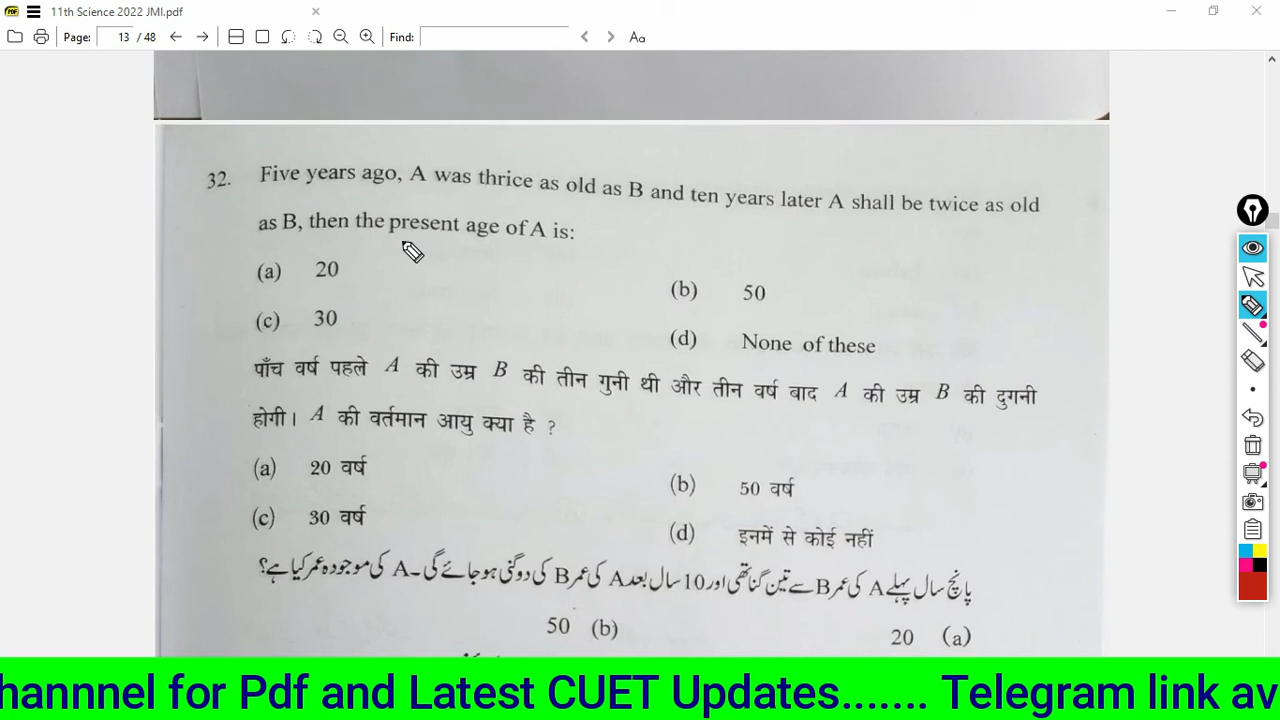 11th Science 2022 JMI.pdf
Page: 13 / 48 Find: Aa
32. Five years ago, A was thrice as old as B and ten years later A shall be twice as old
as B, then the present age of A is:
(a) 20
(b) 50
(c) 30
(d) None of these
पाँच वर्ष पहले A की उम्र B की तीन गुनी थी और तीन वर्ष बाद A की उम्र B की दुगनी
होगी। A की वर्तमान आयु क्या है ?
(a) 20 वर्ष
(b) 50 वर्ष
(c) 30 वर्ष
(d) इनमें से कोई नहीं
پانچ سال پہلے A کی عمر B سے تین گنا تھی اور 10 سال بعد A کی عمر B کی دوگنی ہو جائے گی۔ A کی موجودہ عمر کیا ہے؟
(a) 20
(b) 50
hannnel for Pdf and Latest CUET Updates....... Telegram link av